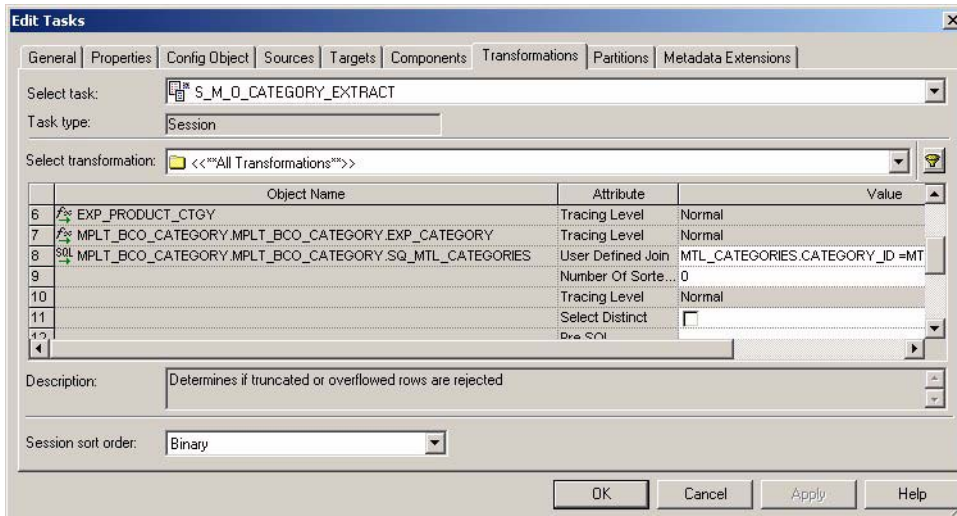 Edit Tasks
General Properties Config Object Sources Targets Components Transformations Partitions Metadata Extensions
Select task: S_M_O_CATEGORY_EXTRACT
Task type: Session
Select transformation: <<**All Transformations**>>
Object Name Attribute Value
6 EXP_PRODUCT_CTGY Tracing Level Normal
7 MPLT_BCO_CATEGORY.MPLT_BCO_CATEGORY.EXP_CATEGORY Tracing Level Normal
8 SQL MPLT_BCO_CATEGORY.MPLT_BCO_CATEGORY.SQ_MTL_CATEGORIES User Defined Join MTL_CATEGORIES.CATEGORY_ID =MT
9 Number Of Sorte... 0
10 Tracing Level Normal
11 Select Distinct
12 Pre SQL
Description: Determines if truncated or overflowed rows are rejected
Session sort order: Binary
OK Cancel Apply Help